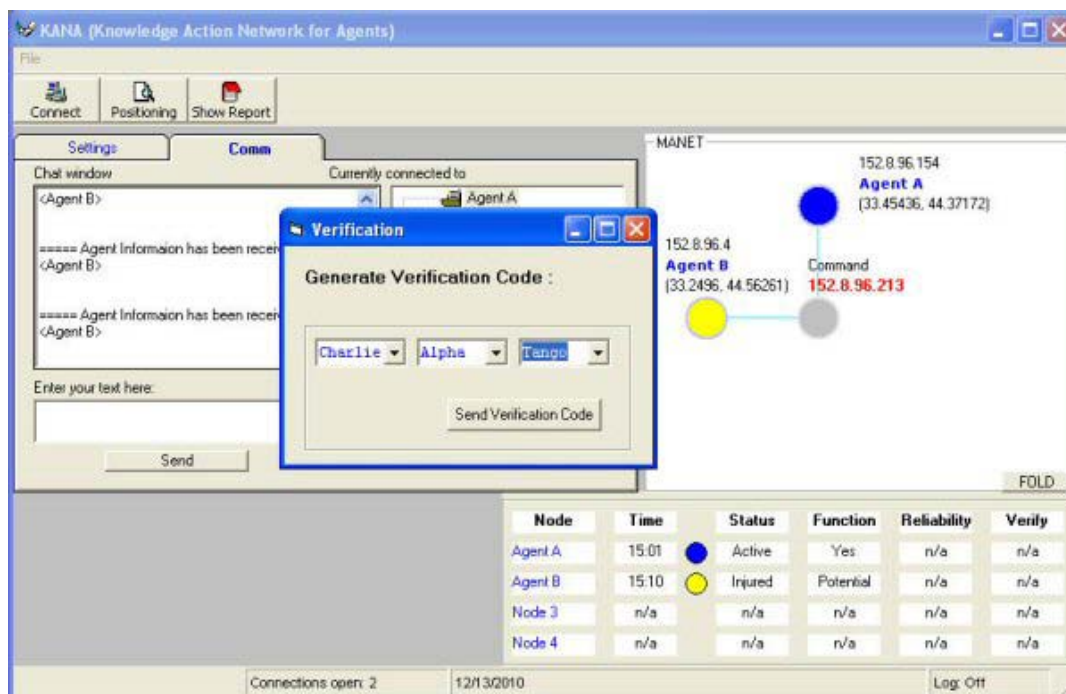 KANA (Knowledge Action Network for Agents)
File
Connect Positioning Show Report
Settings Comm
Chat window Currently connected to
<Agent B> Agent A
===== Agent Informaion has been recei
<Agent B>
===== Agent Informaion has been recei
<Agent B>
Enter your text here:
Send
Verification
Generate Verification Code :
Charlie Alpha Tango
Send Verification Code
MANET
152.8.96.154
Agent A
(33.45436, 44.37172)
152.8.96.4
Agent B
(33.2496, 44.56261)
Command
152.8.96.213
FOLD
Node Time Status Function Reliability Verify
Agent A 15:01 Active Yes n/a n/a
Agent B 15:10 Injured Potential n/a n/a
Node 3 n/a n/a n/a n/a n/a
Node 4 n/a n/a n/a n/a n/a
Connections open: 2 12/13/2010 Log: Off